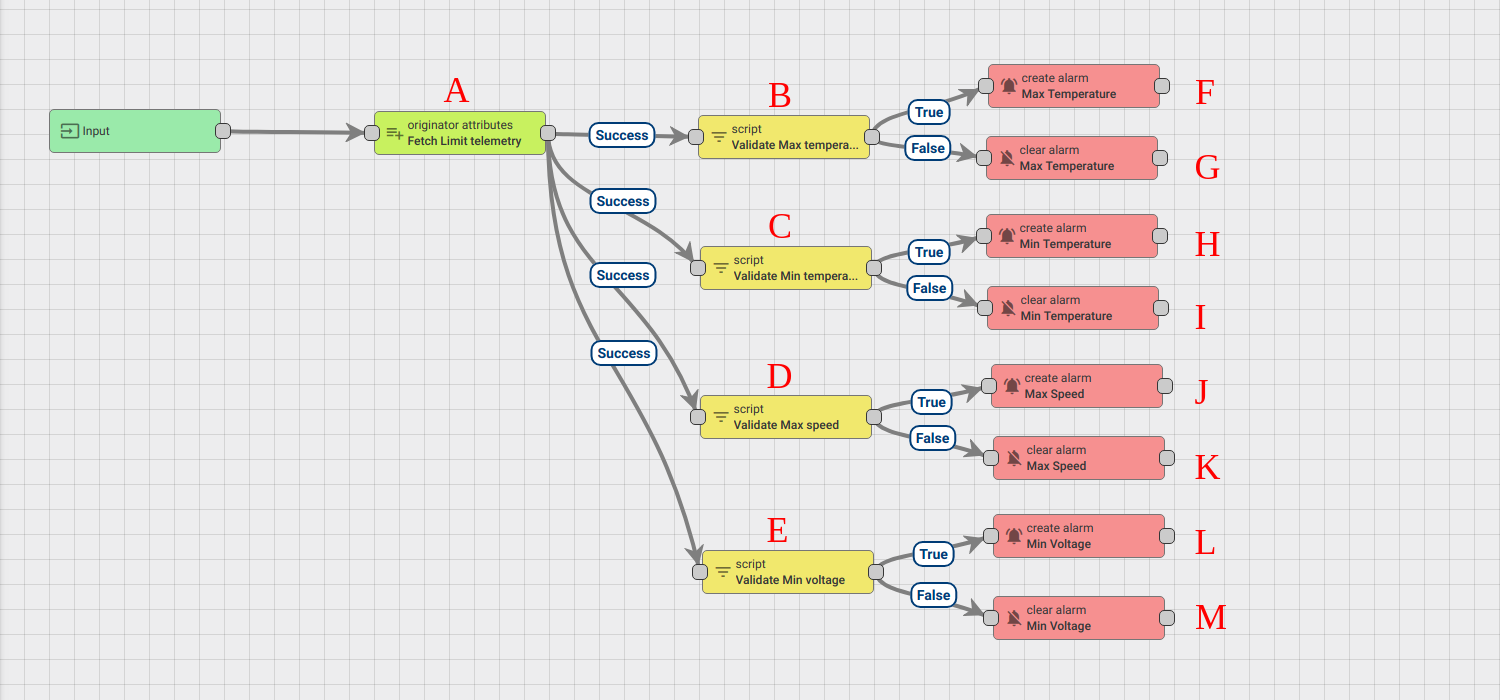 A
Input
originator attributes
Fetch Limit telemetry
Success
Success
Success
Success
B
script
Validate Max tempera...
True
False
create alarm
Max Temperature
F
clear alarm
Max Temperature
G
C
script
Validate Min tempera...
True
False
create alarm
Min Temperature
H
clear alarm
Min Temperature
I
D
script
Validate Max speed
True
False
create alarm
Max Speed
J
clear alarm
Max Speed
K
E
script
Validate Min voltage
True
False
create alarm
Min Voltage
L
clear alarm
Min Voltage
M